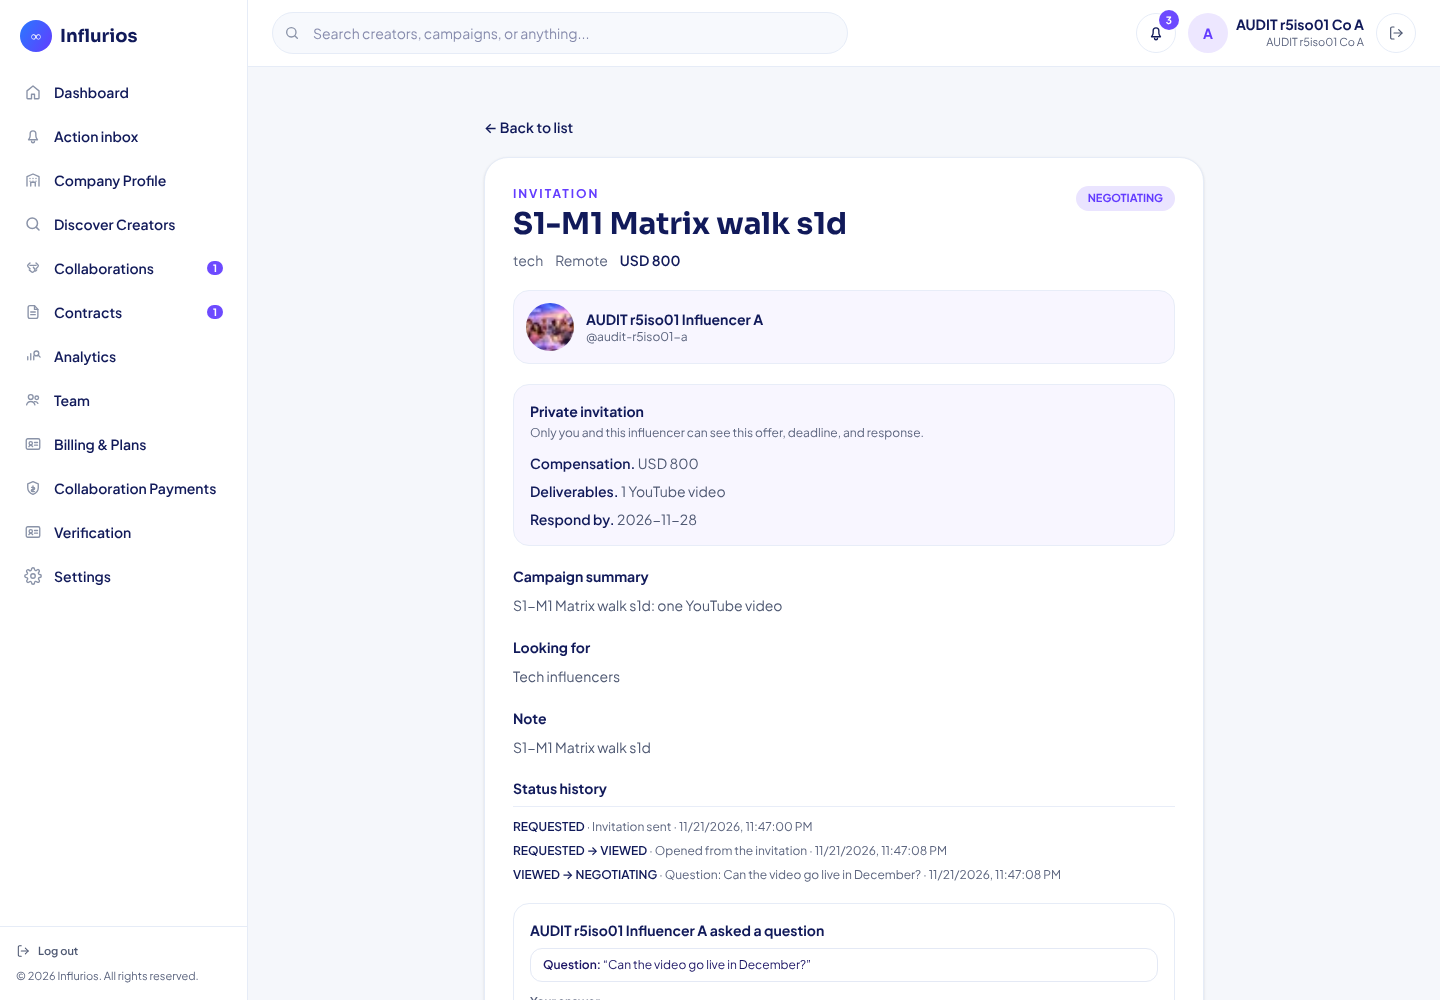 ∞ Influrios
Search creators, campaigns, or anything...
3
A
AUDIT r5iso01 Co A
AUDIT r5iso01 Co A
Dashboard
Action inbox
Company Profile
Discover Creators
Collaborations 1
Contracts 1
Analytics
Team
Billing & Plans
Collaboration Payments
Verification
Settings
Log out
© 2026 Influrios. All rights reserved.
← Back to list
INVITATION
NEGOTIATING
S1–M1 Matrix walk s1d
tech Remote USD 800
AUDIT r5iso01 Influencer A
@audit-r5iso01-a
Private invitation
Only you and this influencer can see this offer, deadline, and response.
Compensation. USD 800
Deliverables. 1 YouTube video
Respond by. 2026-11-28
Campaign summary
S1–M1 Matrix walk s1d: one YouTube video
Looking for
Tech influencers
Note
S1–M1 Matrix walk s1d
Status history
REQUESTED · Invitation sent · 11/21/2026, 11:47:00 PM
REQUESTED → VIEWED · Opened from the invitation · 11/21/2026, 11:47:08 PM
VIEWED → NEGOTIATING · Question: Can the video go live in December? · 11/21/2026, 11:47:08 PM
AUDIT r5iso01 Influencer A asked a question
Question: “Can the video go live in December?”